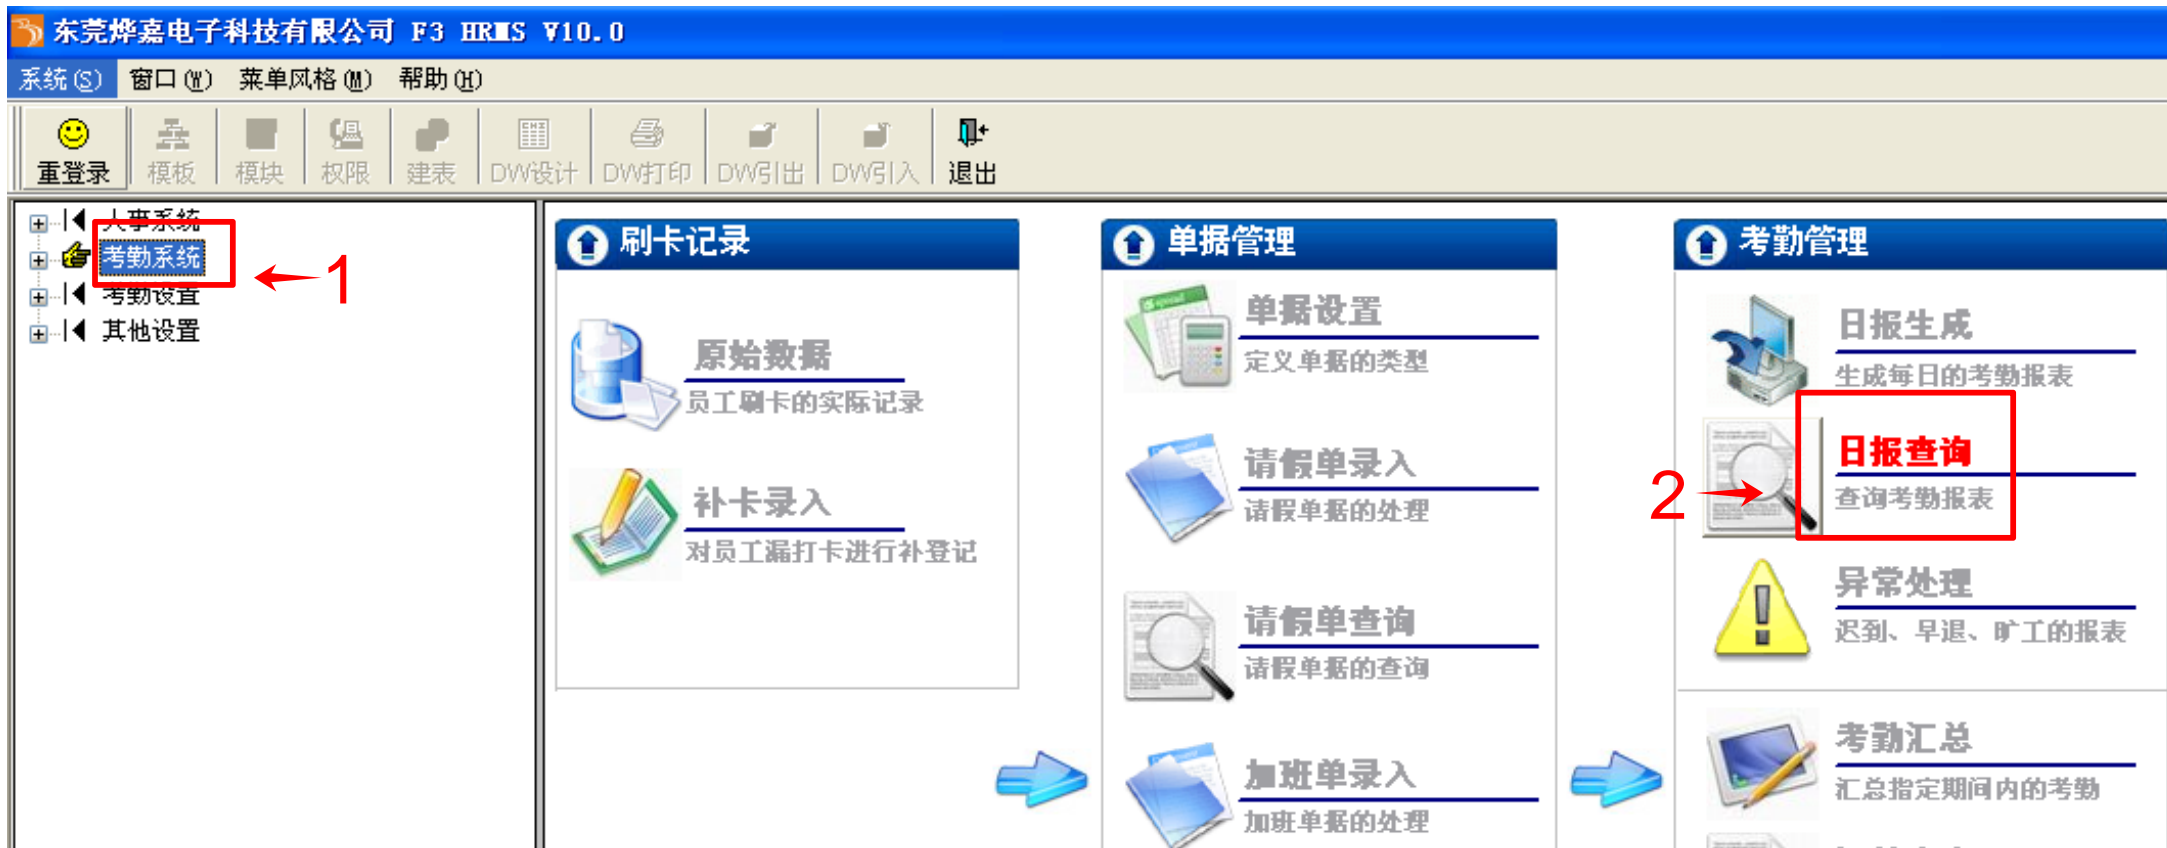 东莞烨嘉电子科技有限公司 F3 HRMS V10.0
系统(S) 窗口(W) 菜单风格(M) 帮助(H)
重登录 模板 模块 权限 建表 DW设计 DW打印 DW引出 DW引入 退出
人事系统
考勤系统
考勤设置
其他设置
1
刷卡记录
原始数据
员工刷卡的实际记录
补卡录入
对员工漏打卡进行补登记
单据管理
单据设置
定义单据的类型
请假单录入
请假单据的处理
请假单查询
请假单据的查询
加班单录入
加班单据的处理
考勤管理
日报生成
生成每日的考勤报表
2
日报查询
查询考勤报表
异常处理
迟到、早退、旷工的报表
考勤汇总
汇总指定期间内的考勤